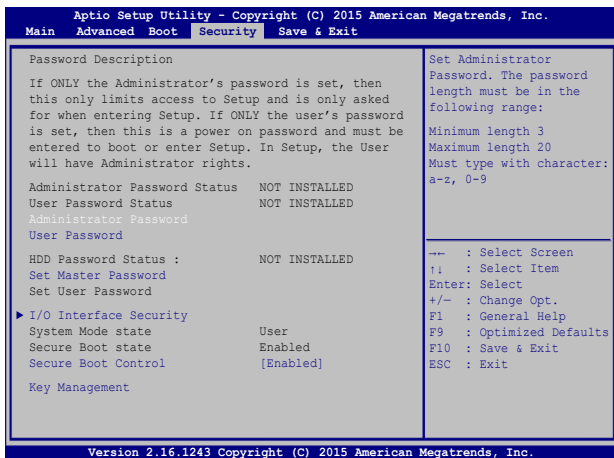 Aptio Setup Utility - Copyright (C) 2015 American Megatrends, Inc.
Main Advanced Boot Security Save & Exit
Password Description
If ONLY the Administrator's password is set, then
this only limits access to Setup and is only asked
for when entering Setup. If ONLY the user's password
is set, then this is a power on password and must be
entered to boot or enter Setup. In Setup, the User
will have Administrator rights.
Administrator Password Status NOT INSTALLED
User Password Status NOT INSTALLED
Administrator Password
User Password
HDD Password Status : NOT INSTALLED
Set Master Password
Set User Password
I/O Interface Security
System Mode state User
Secure Boot state Enabled
Secure Boot Control [Enabled]
Key Management
Set Administrator
Password. The password
length must be in the
following range:
Minimum length 3
Maximum length 20
Must type with character:
a-z, 0-9
→← : Select Screen
↑↓ : Select Item
Enter: Select
+/— : Change Opt.
F1 : General Help
F9 : Optimized Defaults
F10 : Save & Exit
ESC : Exit
Version 2.16.1243 Copyright (C) 2015 American Megatrends, Inc.